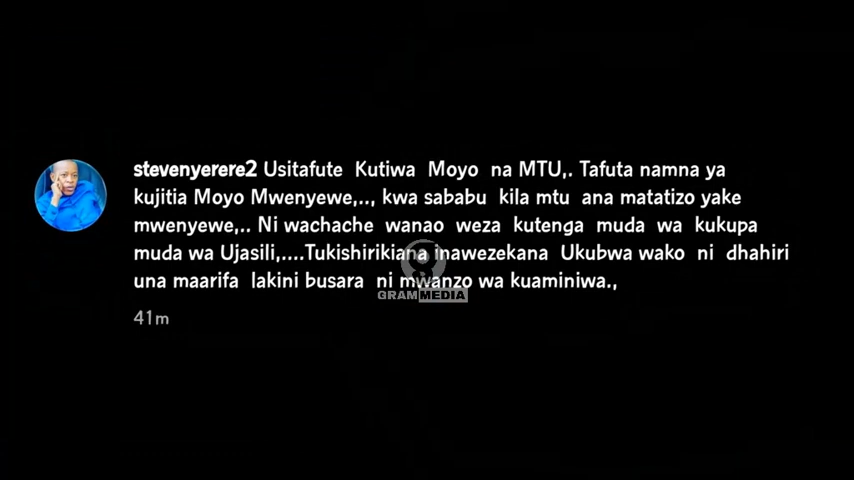 stevenyerere2 Usitafute Kutiwa Moyo na MTU,. Tafuta namna ya
kujitia Moyo Mwenyewe,.., kwa sababu kila mtu ana matatizo yake
mwenyewe,.. Ni wachache wanao weza kutenga muda wa kukupa
muda wa Ujasili,....Tukishirikiana inawezekana Ukubwa wako ni dhahiri
una maarifa lakini busara ni mwanzo wa kuaminiwa.,
GRAM MEDIA
41m